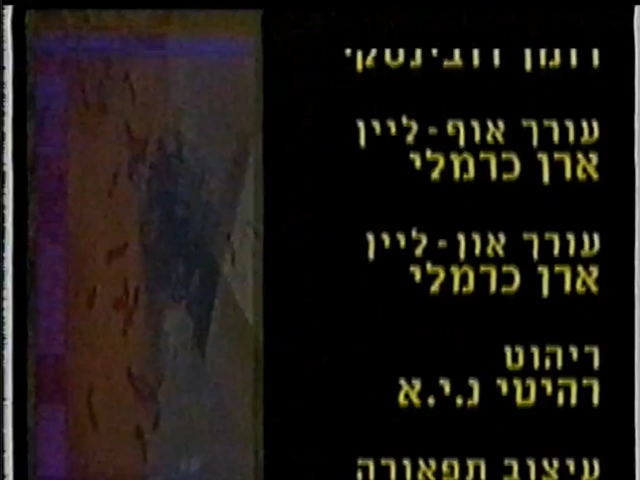 עורך אוף-ליין
ארן כרמלי
עורך און-ליין
ארן כרמלי
ריהוט
רהיטי נ.י.א
עיצוב תפאורה